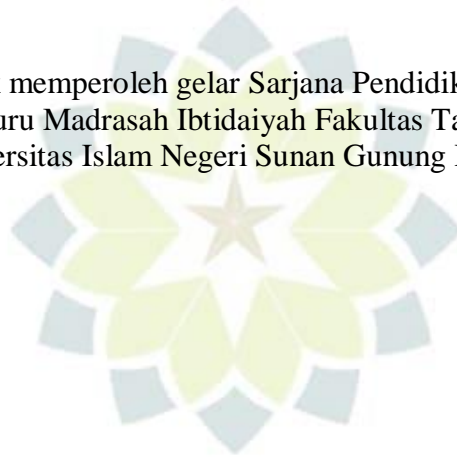 memperoleh gelar Sarjana Pendidik
uru Madrasah Ibtidaiyah Fakultas Ta
ersitas Islam Negeri Sunan Gunung